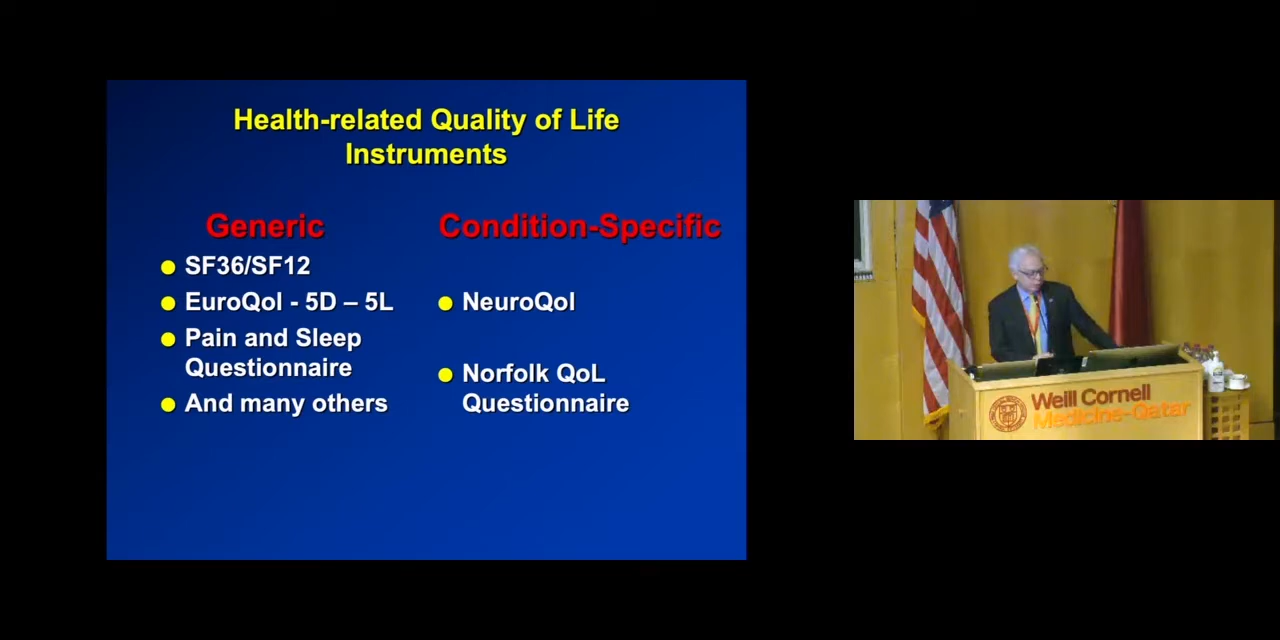 Health-related Quality of Life
Instruments
Generic
SF36/SF12
EuroQol - 5D – 5L
Pain and Sleep
Questionnaire
And many others
Condition-Specific
NeuroQol
Norfolk QoL
Questionnaire
Weill Cornell
Medicine-Qatar